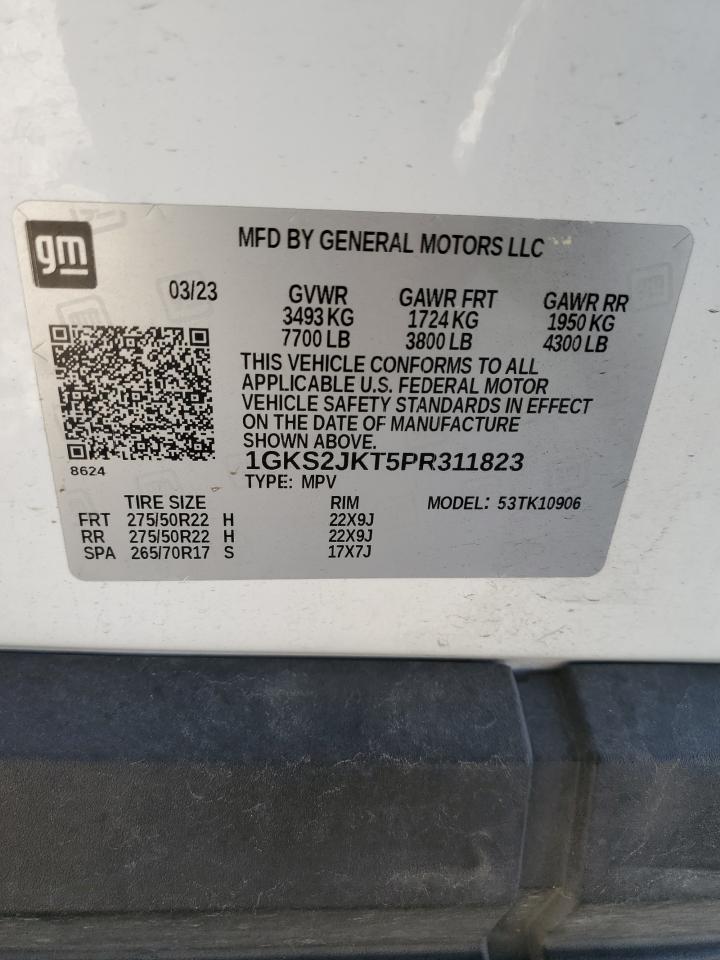 gm
MFD BY GENERAL MOTORS LLC
03/23 GVWR GAWR FRT GAWR RR
3493 KG 1724 KG 1950 KG
7700 LB 3800 LB 4300 LB
THIS VEHICLE CONFORMS TO ALL
APPLICABLE U.S. FEDERAL MOTOR
VEHICLE SAFETY STANDARDS IN EFFECT
ON THE DATE OF MANUFACTURE
SHOWN ABOVE.
8624
1GKS2JKT5PR311823
TYPE: MPV
TIRE SIZE RIM MODEL: 53TK10906
FRT 275/50R22 H 22X9J
RR 275/50R22 H 22X9J
SPA 265/70R17 S 17X7J